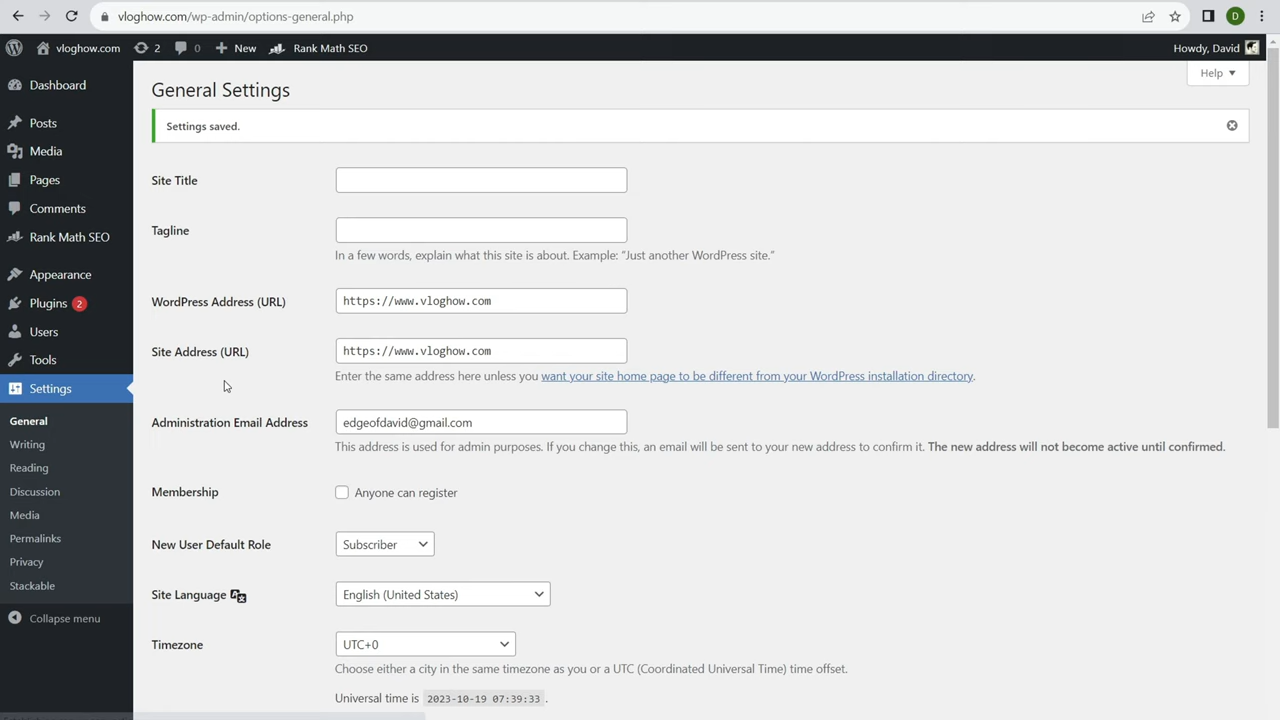 vloghow.com/wp-admin/options-general.php
D
vloghow.com 2 0 New Rank Math SEO Howdy, David
Help
Dashboard
Posts
Media
Pages
Comments
Rank Math SEO
Appearance
Plugins 2
Users
Tools
Settings
General
Writing
Reading
Discussion
Media
Permalinks
Privacy
Stackable
Collapse menu
General Settings
Settings saved.
Site Title
Tagline
In a few words, explain what this site is about. Example: “Just another WordPress site.”
WordPress Address (URL) https://www.vloghow.com
Site Address (URL) https://www.vloghow.com
Enter the same address here unless you want your site home page to be different from your WordPress installation directory.
Administration Email Address edgeofdavid@gmail.com
This address is used for admin purposes. If you change this, an email will be sent to your new address to confirm it. The new address will not become active until confirmed.
Membership Anyone can register
New User Default Role Subscriber
Site Language English (United States)
Timezone UTC+0
Choose either a city in the same timezone as you or a UTC (Coordinated Universal Time) time offset.
Universal time is 2023-10-19 07:39:33 .